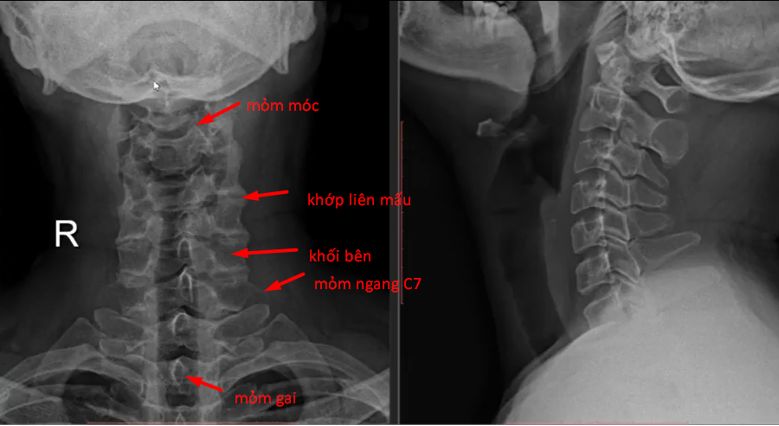 mỏm móc
khớp liên mấu
R
khối bên
mỏm ngang C7
mỏm gai